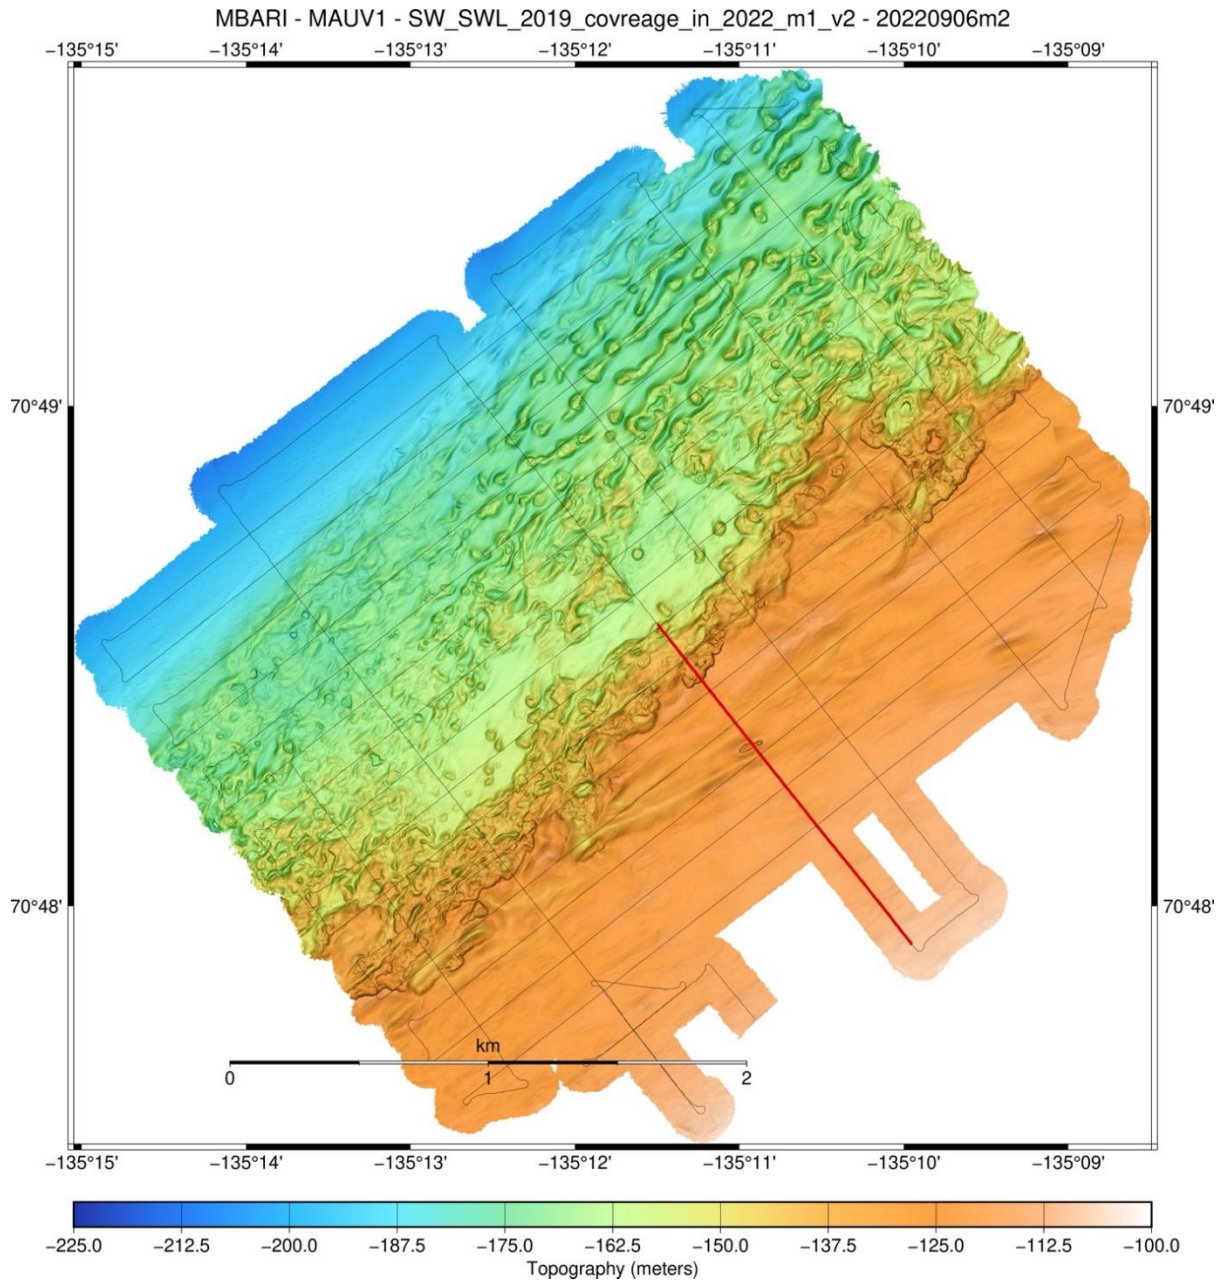 MBARI - MAUV1 - SW_SWL_2019_covreage_in_2022_m1_v2 - 20220906m2
−135°15' −135°14' −135°13' −135°12' −135°11' −135°10' −135°09'
70°49' 70°49'
70°48' 70°48'
km
0 1 2
−135°15' −135°14' −135°13' −135°12' −135°11' −135°10' −135°09'
−225.0 −212.5 −200.0 −187.5 −175.0 −162.5 −150.0 −137.5 −125.0 −112.5 −100.0
Topography (meters)